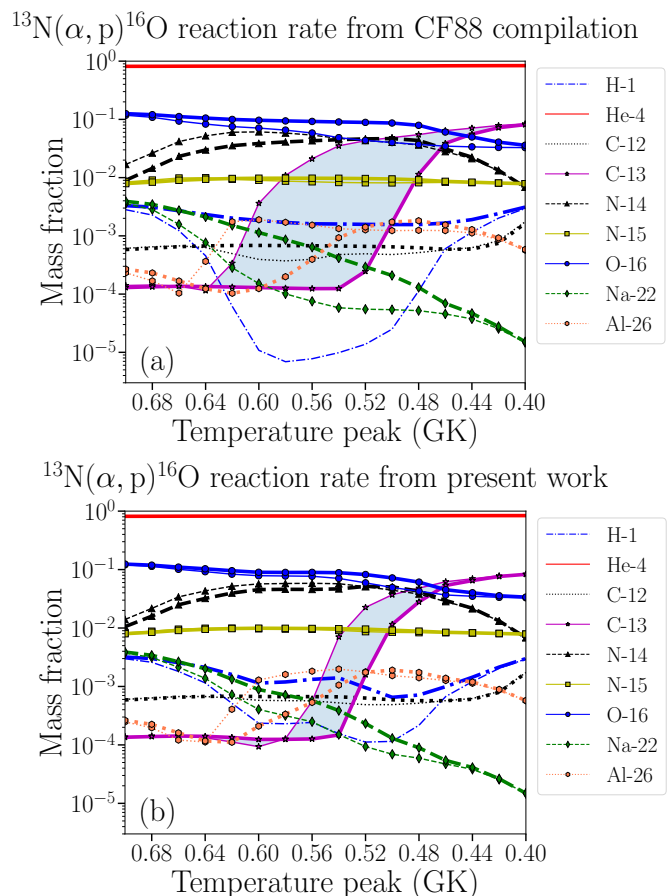 ¹³N(α, p)¹⁶O reaction rate from CF88 compilation
10⁰
10⁻¹
10⁻²
10⁻³
10⁻⁴
10⁻⁵
Mass fraction
(a)
0.68 0.64 0.60 0.56 0.52 0.48 0.44 0.40
Temperature peak (GK)
H-1
He-4
C-12
C-13
N-14
N-15
O-16
Na-22
Al-26
¹³N(α, p)¹⁶O reaction rate from present work
10⁰
10⁻¹
10⁻²
10⁻³
10⁻⁴
10⁻⁵
Mass fraction
(b)
0.68 0.64 0.60 0.56 0.52 0.48 0.44 0.40
Temperature peak (GK)
H-1
He-4
C-12
C-13
N-14
N-15
O-16
Na-22
Al-26